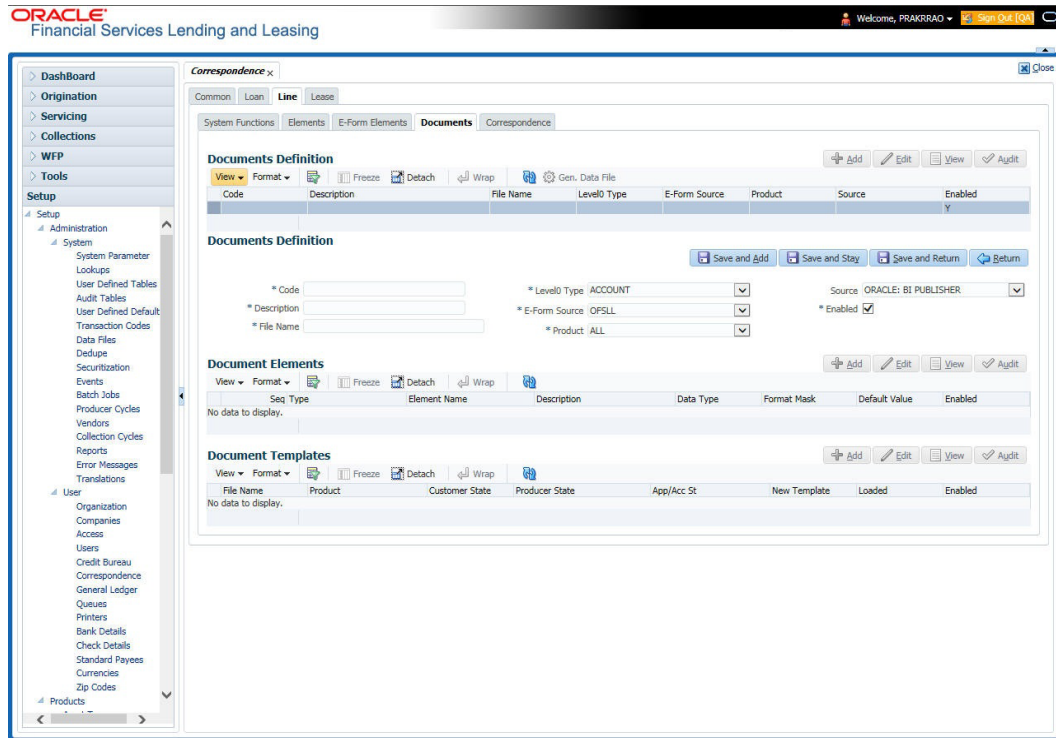 ORACLE
Financial Services Lending and Leasing
Welcome, PRAKRRAO
Sign Out [QA]
Close
DashBoard
Origination
Servicing
Collections
WFP
Tools
Setup
Setup
Administration
System
System Parameter
Lookups
User Defined Tables
Audit Tables
User Defined Default
Transaction Codes
Data Files
Dedupe
Securitization
Events
Batch Jobs
Producer Cycles
Vendors
Collection Cycles
Reports
Error Messages
Translations
User
Organization
Companies
Access
Users
Credit Bureau
Correspondence
General Ledger
Queues
Printers
Bank Details
Check Details
Standard Payees
Currencies
Zip Codes
Products
Correspondence x
Common Loan Line Lease
System Functions Elements E-Form Elements Documents Correspondence
Documents Definition
Add Edit View Audit
View Format Freeze Detach Wrap Gen. Data File
Code Description File Name Level0 Type E-Form Source Product Source Enabled
Y
Documents Definition
Save and Add Save and Stay Save and Return Return
* Code
* Description
* File Name
* Level0 Type ACCOUNT
* E-Form Source OFSLL
* Product ALL
Source ORACLE: BI PUBLISHER
* Enabled
Document Elements
Add Edit View Audit
View Format Freeze Detach Wrap
Seq Type Element Name Description Data Type Format Mask Default Value Enabled
No data to display.
Document Templates
Add Edit View Audit
View Format Freeze Detach Wrap
File Name Product Customer State Producer State App/Acc St New Template Loaded Enabled
No data to display.